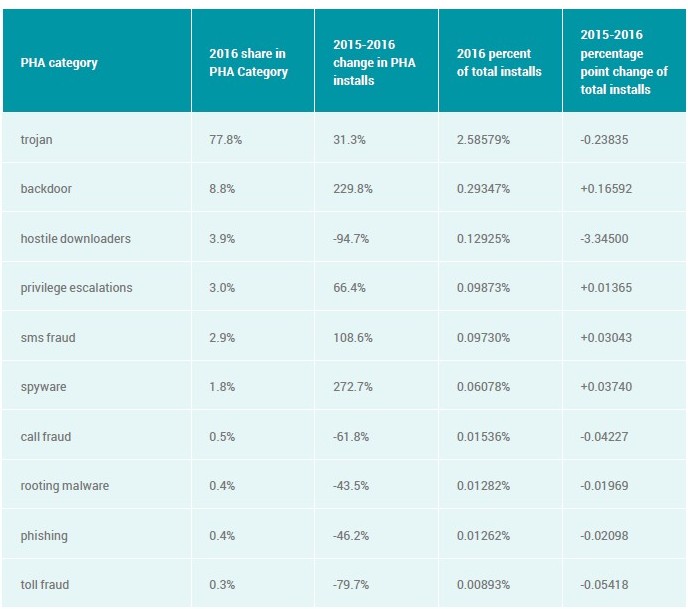 PHA category 2016 share in PHA Category 2015-2016 change in PHA installs 2016 percent of total installs 2015-2016 percentage point change of total installs
trojan 77.8% 31.3% 2.58579% -0.23835
backdoor 8.8% 229.8% 0.29347% +0.16592
hostile downloaders 3.9% -94.7% 0.12925% -3.34500
privilege escalations 3.0% 66.4% 0.09873% +0.01365
sms fraud 2.9% 108.6% 0.09730% +0.03043
spyware 1.8% 272.7% 0.06078% +0.03740
call fraud 0.5% -61.8% 0.01536% -0.04227
rooting malware 0.4% -43.5% 0.01282% -0.01969
phishing 0.4% -46.2% 0.01262% -0.02098
toll fraud 0.3% -79.7% 0.00893% -0.05418